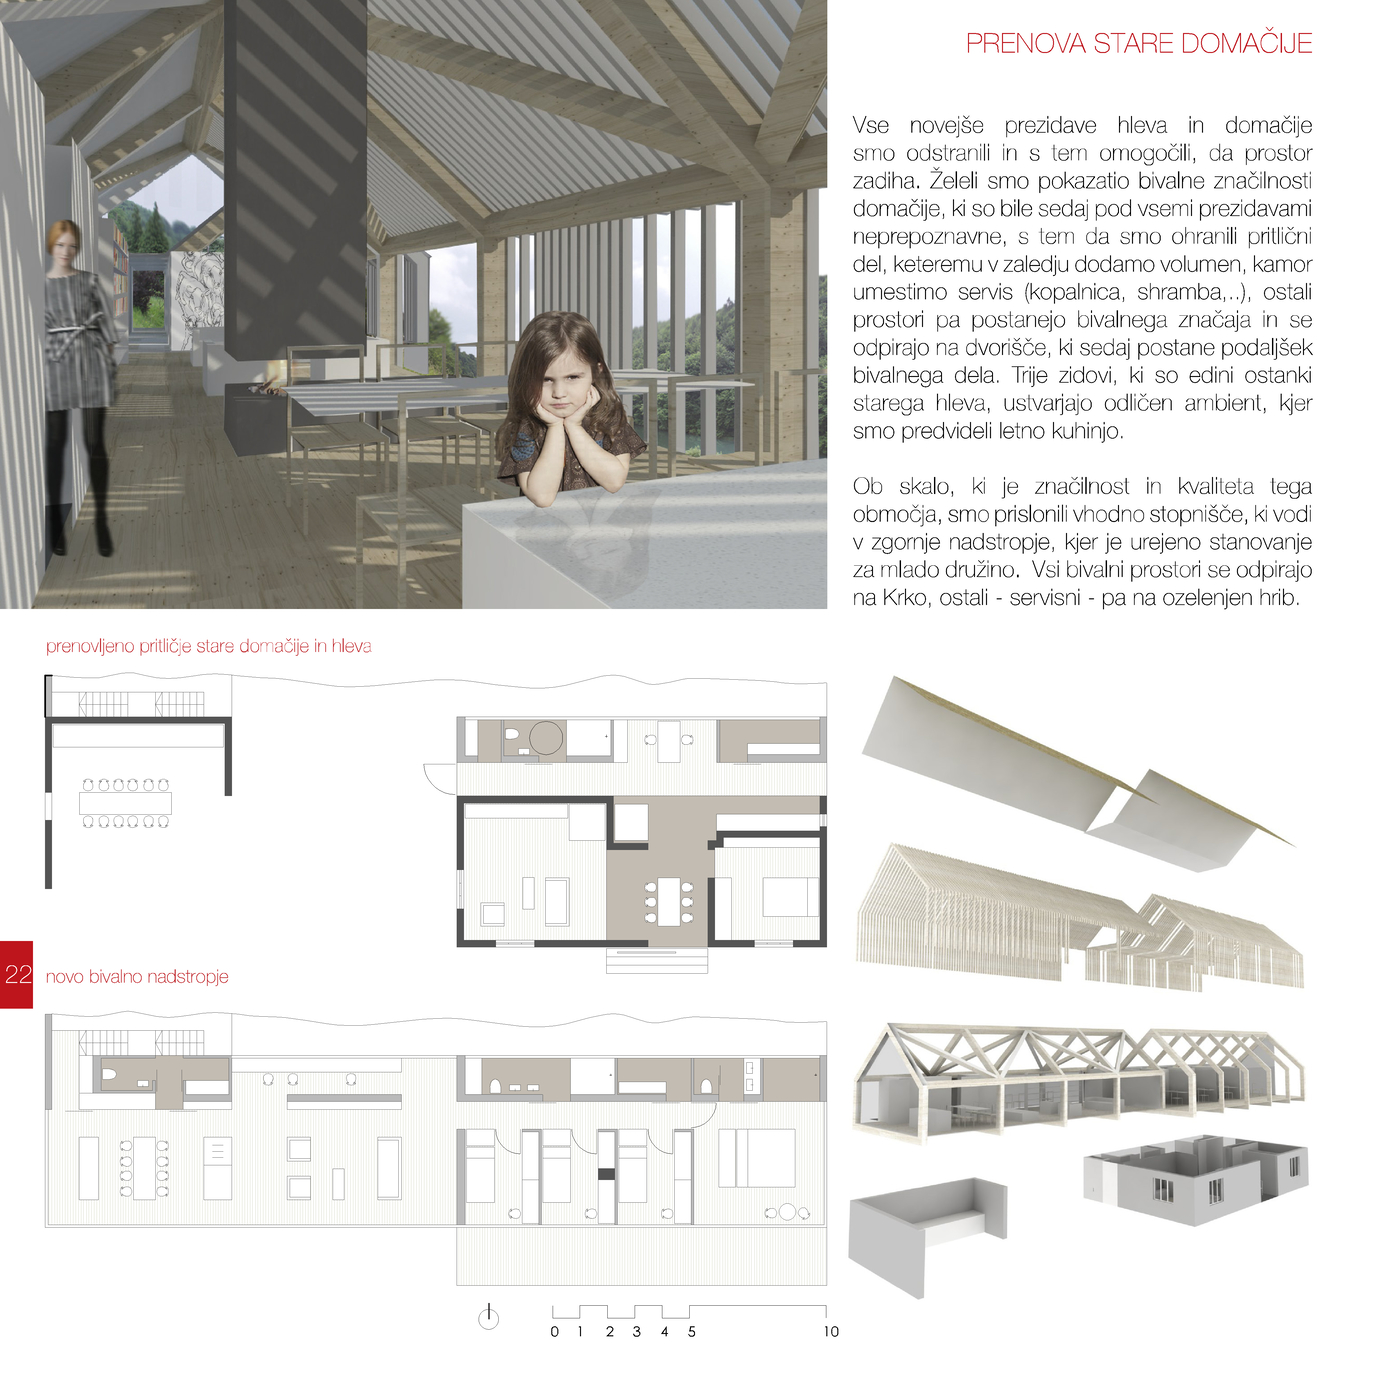 PRENOVA STARE DOMAČIJE
Vse novejše prezidave hleva in domačije
smo odstranili in s tem omogočili, da prostor
zadiha. Želeli smo pokazatio bivalne značilnosti
domačije, ki so bile sedaj pod vsemi prezidavami
neprepoznavne, s tem da smo ohranili pritlični
del, keteremu v zaledju dodamo volumen, kamor
umestimo servis (kopalnica, shramba,..), ostali
prostori pa postanejo bivalnega značaja in se
odpirajo na dvorišče, ki sedaj postane podaljšek
bivalnega dela. Trije zidovi, ki so edini ostanki
starega hleva, ustvarjajo odličen ambient, kjer
smo predvideli letno kuhinjo.
Ob skalo, ki je značilnost in kvaliteta tega
območja, smo prislonili vhodno stopnišče, ki vodi
v zgornje nadstropje, kjer je urejeno stanovanje
za mlado družino. Vsi bivalni prostori se odpirajo
na Krko, ostali - servisni - pa na ozelenjen hrib.
prenovljeno pritličje stare domačije in hleva
22
novo bivalno nadstropje
0 1 2 3 4 5 10